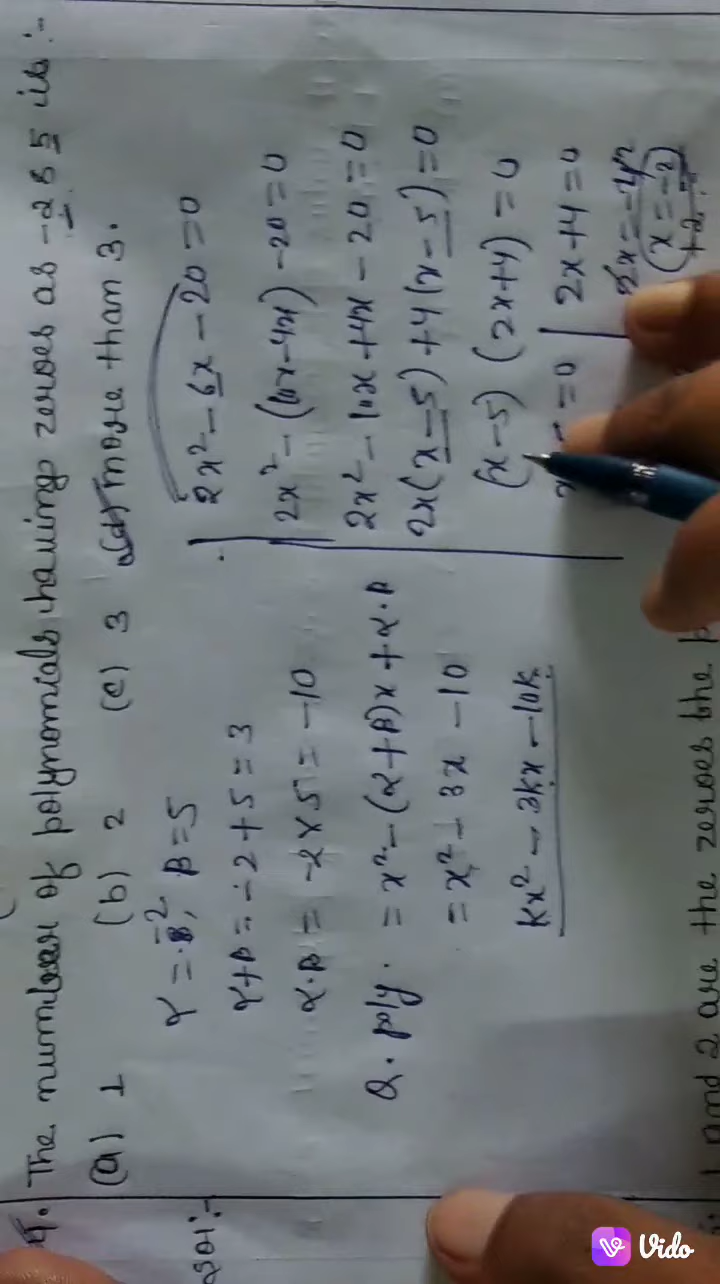 4. The number of polynomials having zeroes as -2 & 5 is :-
(a) 1 (b) 2 (c) 3 more than 3.
Sol:-
α = -2, β = 5
α+β = -2+5 = 3
α.β = -2×5 = -10
Q. poly. = x² - (α+β)x + α.β
= x² - 3x - 10
kx² - 3kx - 10k
2x² - 6x - 20 = 0
2x² - (10x-4x) - 20 = 0
2x² - 10x + 4x - 20 = 0
2x(x-5) + 4(x-5) = 0
(x-5) (2x+4) = 0
= 0 | 2x+4 = 0
2x = -4
(x = -2)
1 and 2 are the zeroes the
Vido